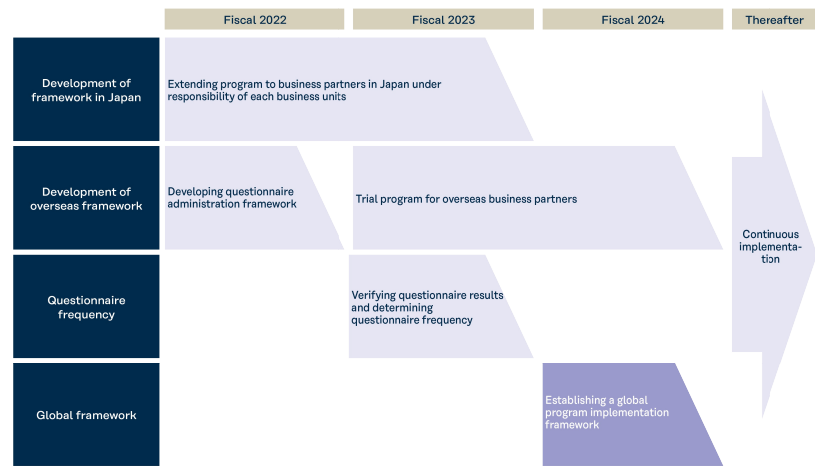 Fiscal 2022
Fiscal 2023
Fiscal 2024
Thereafter
Development of
framework in Japan
Extending program to business partners in Japan under
responsibility of each business units
Development of
overseas framework
Developing questionnaire
administration framework
Trial program for overseas business partners
Continuous
implementa-
tion
Questionnaire
frequency
Verifying questionnaire results
and determining
questionnaire frequency
Global framework
Establishing a global
program implementation
framework